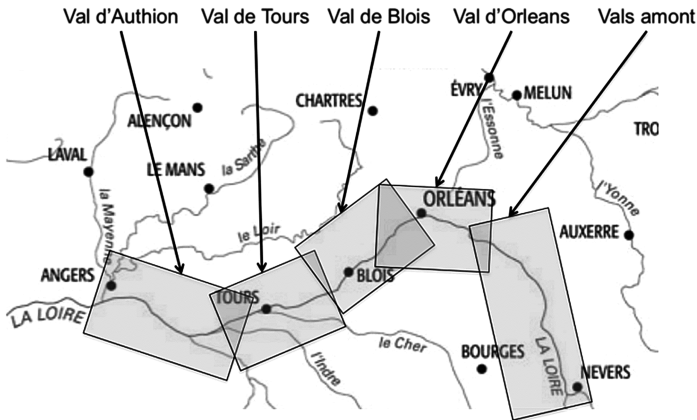 Val d’Authion
Val de Tours
Val de Blois
Val d’Orleans
Vals amont
ÉVRY
MELUN
CHARTRES
ALENÇON
l'Essonne
TRO
LAVAL
LE MANS
la Sarthe
la Mayenne
ORLÉANS
l'Yonne
le Loir
AUXERRE
ANGERS
BLOIS
TOURS
LA LOIRE
le Cher
l'Indre
BOURGES
LA LOIRE
NEVERS